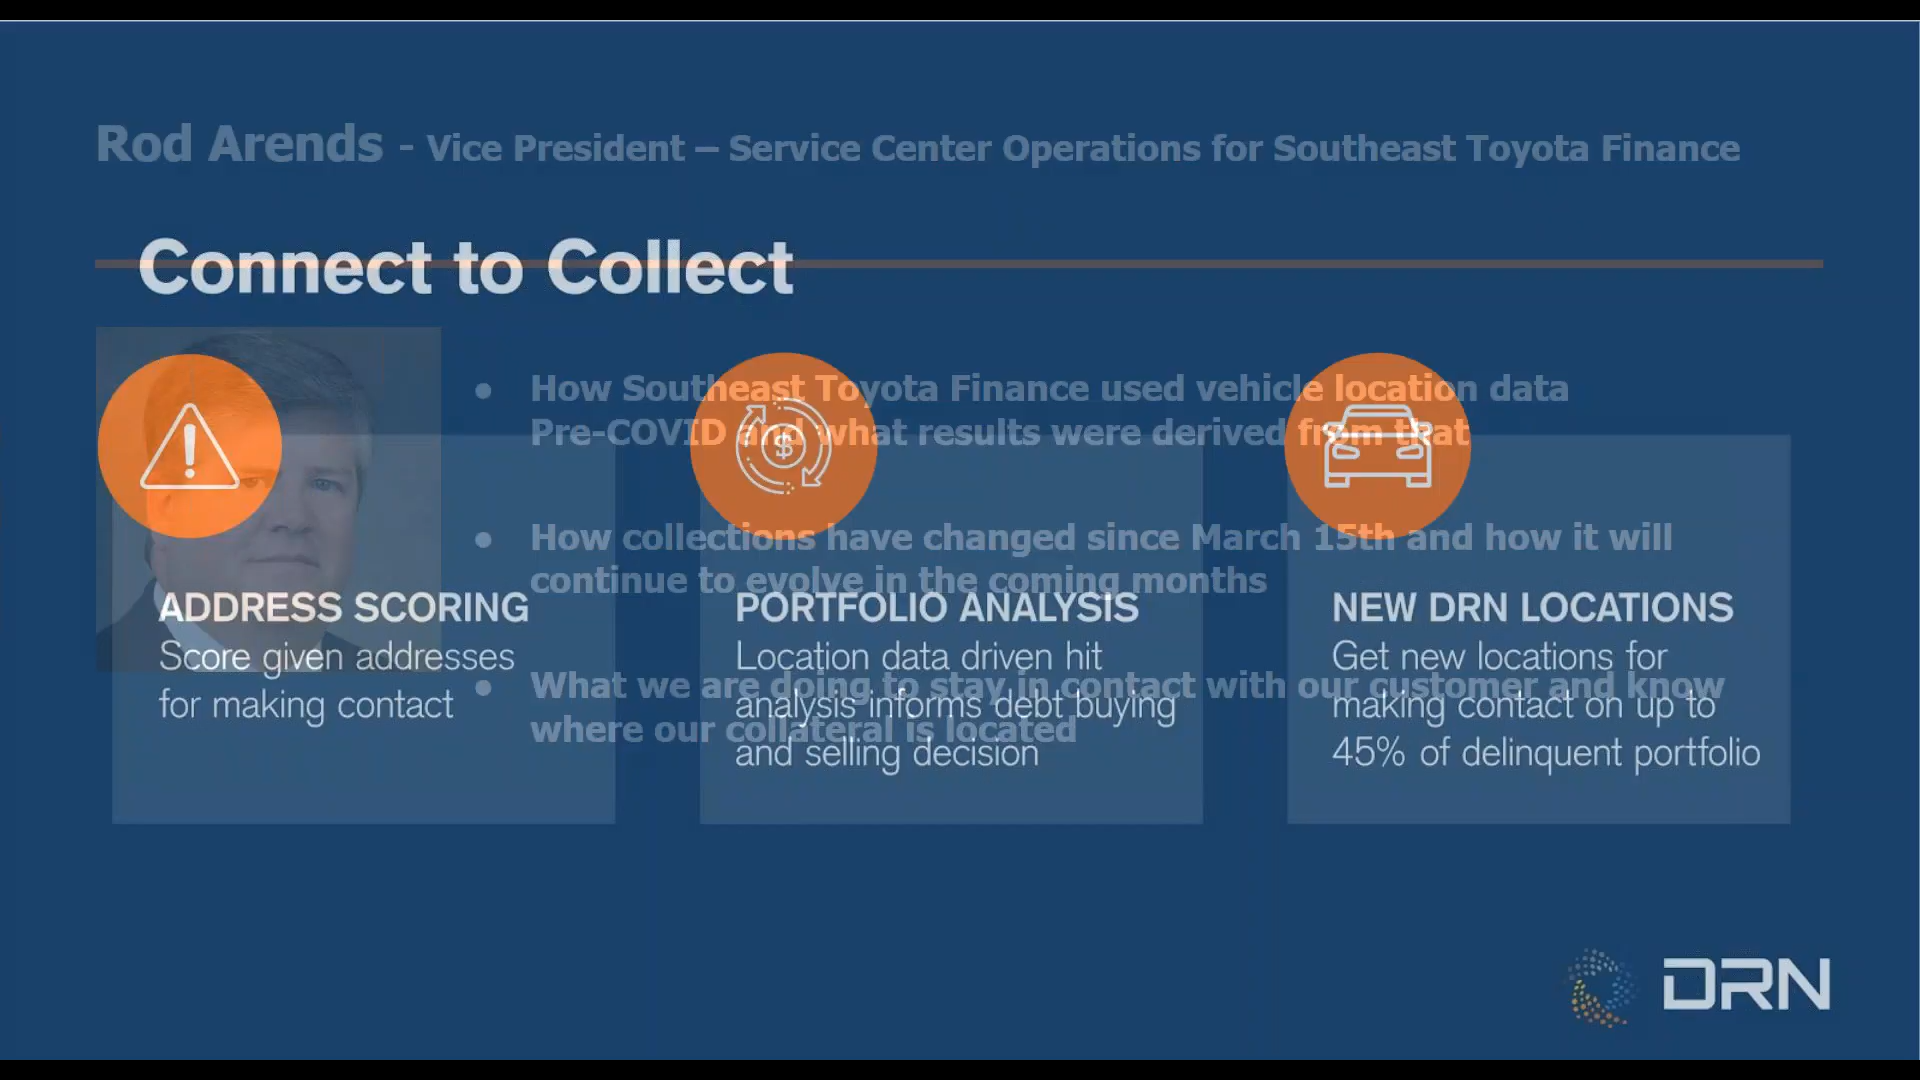 Rod Arends - Vice President – Service Center Operations for Southeast Toyota Finance
Connect to Collect
● How Southeast Toyota Finance used vehicle location data
Pre-COVID and what results were derived from that
● How collections have changed since March 15th and how it will
continue to evolve in the coming months
● What we are doing to stay in contact with our customer and know
where our collateral is located
ADDRESS SCORING
Score given addresses
for making contact
$
PORTFOLIO ANALYSIS
Location data driven hit
analysis informs debt buying
and selling decision
NEW DRN LOCATIONS
Get new locations for
making contact on up to
45% of delinquent portfolio
DRN